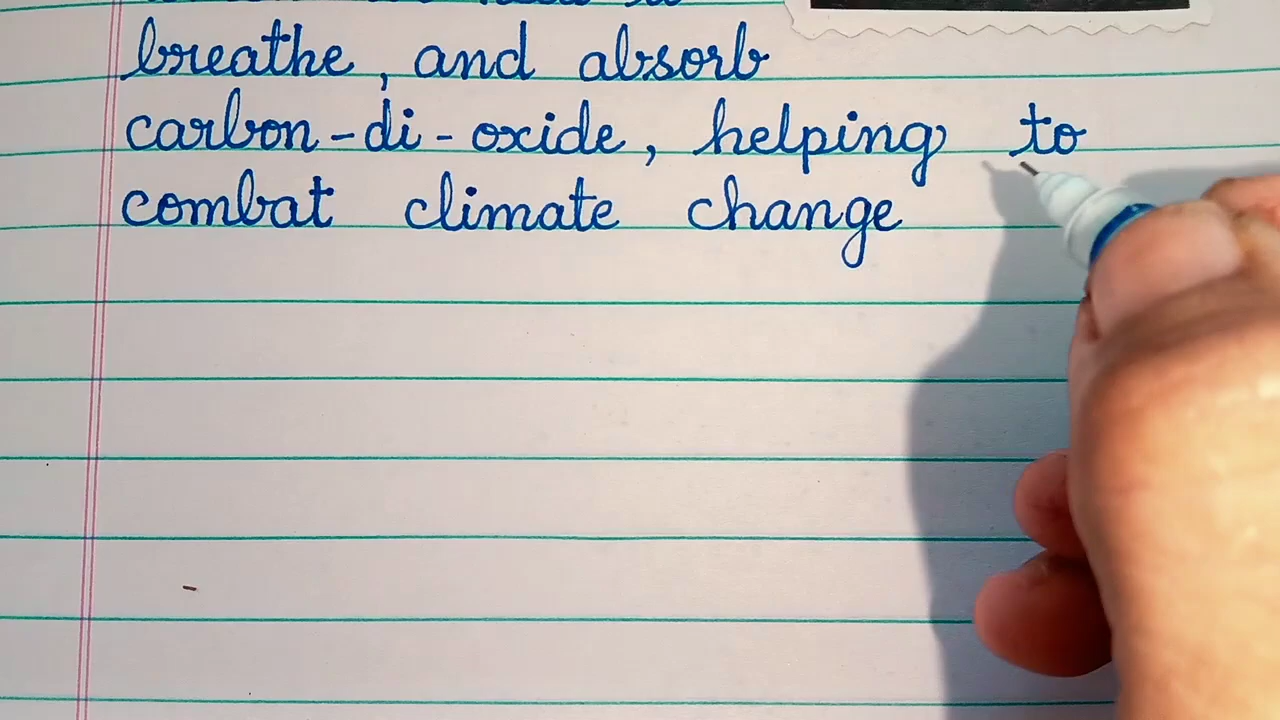 breathe, and absorb
carbon-di-oxide, helping to
combat climate change